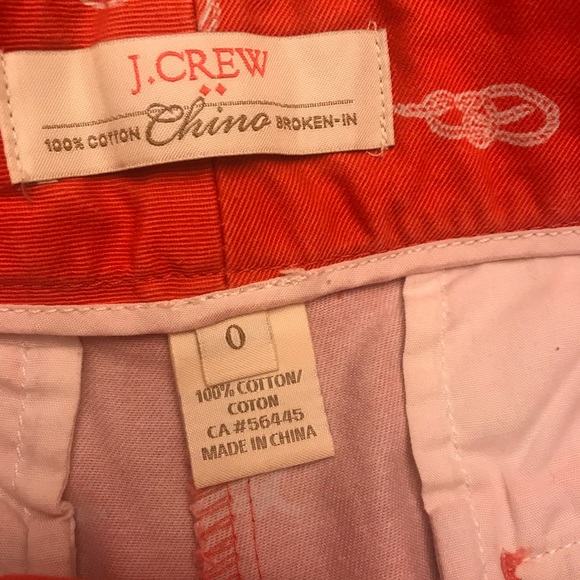 J.CREW
100% COTTON Chino BROKEN-IN
0
100% COTTON/
COTON
CA #56445
MADE IN CHINA